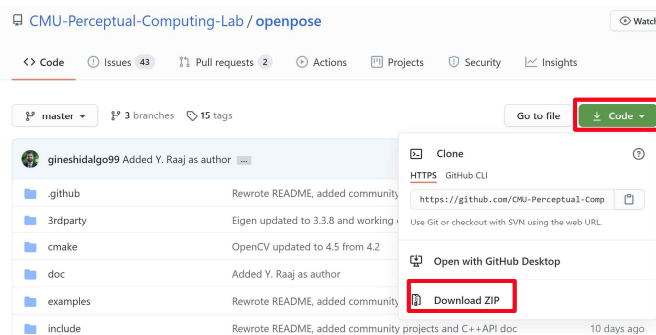 CMU-Perceptual-Computing-Lab / openpose
Watch
<> Code Issues 43 Pull requests 2 Actions Projects Security Insights
master 3 branches 15 tags Go to file Code
gineshidalgo99 Added Y. Raaj as author ...
Clone
HTTPS GitHub CLI
.github Rewrote README, added community
https://github.com/CMU-Perceptual-Comp
3rdparty Eigen updated to 3.3.8 and working
Use Git or checkout with SVN using the web URL.
cmake OpenCV updated to 4.5 from 4.2
Open with GitHub Desktop
doc Added Y. Raaj as author
examples Rewrote README, added community
Download ZIP
include Rewrote README, added community projects and C++API doc 10 days ago